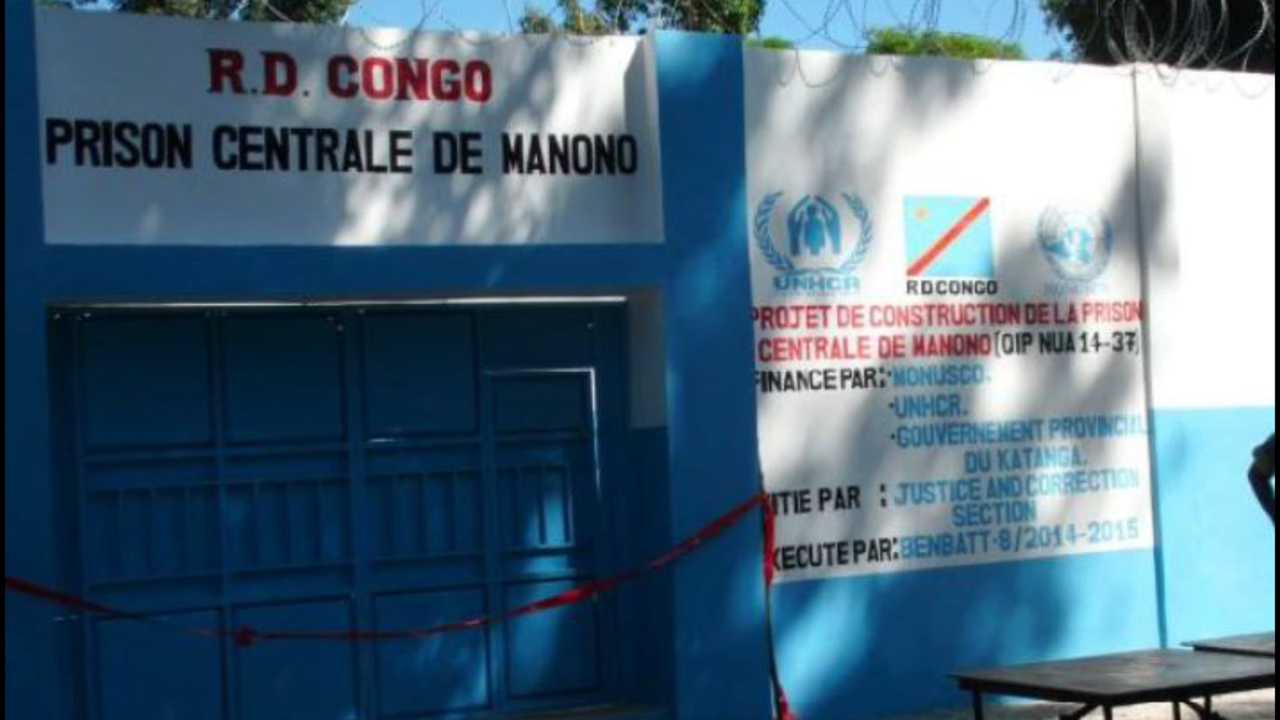 R.D. CONGO
PRISON CENTRALE DE MANONO
UNHCR
RDCONGO
PROJET DE CONSTRUCTION DE LA PRISON
CENTRALE DE MANONO (QIP NUA 14-37)
FINANCE PAR: •MONUSCO.
•UNHCR.
•GOUVERNEMENT PROVINCIAL
DU KATANGA.
ITIE PAR : JUSTICE AND CORRECTION
SECTION
XECUTE PAR: BENBATT-8/2014-2015